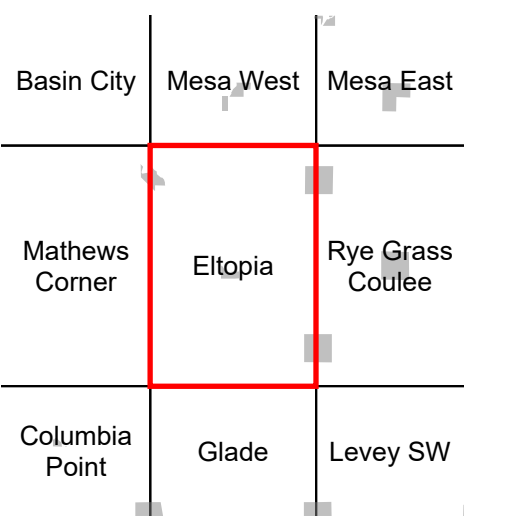 Basin City
Mesa West
Mesa East
Mathews
Corner
Eltopia
Rye Grass
Coulee
Columbia
Point
Glade
Levey SW